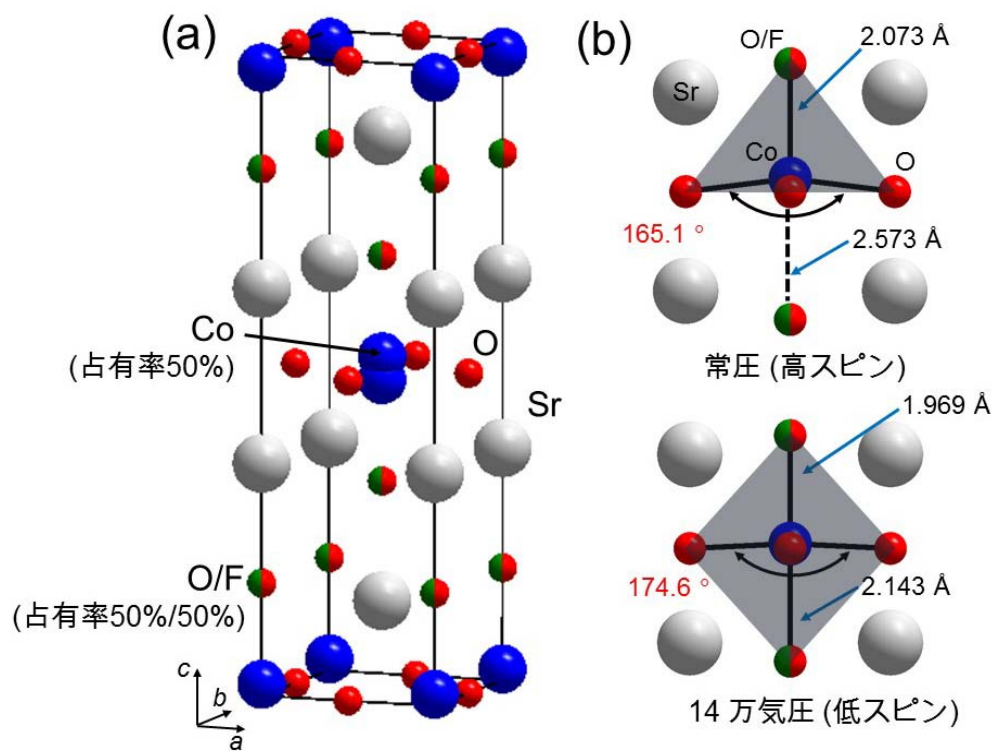 (a)
Co
(占有率50%)
O
Sr
O/F
(占有率50%/50%)
c
b
a
(b)
O/F
2.073 Å
Sr
Co
O
165.1 °
2.573 Å
常圧 (高スピン)
1.969 Å
174.6 °
2.143 Å
14 万気圧 (低スピン)